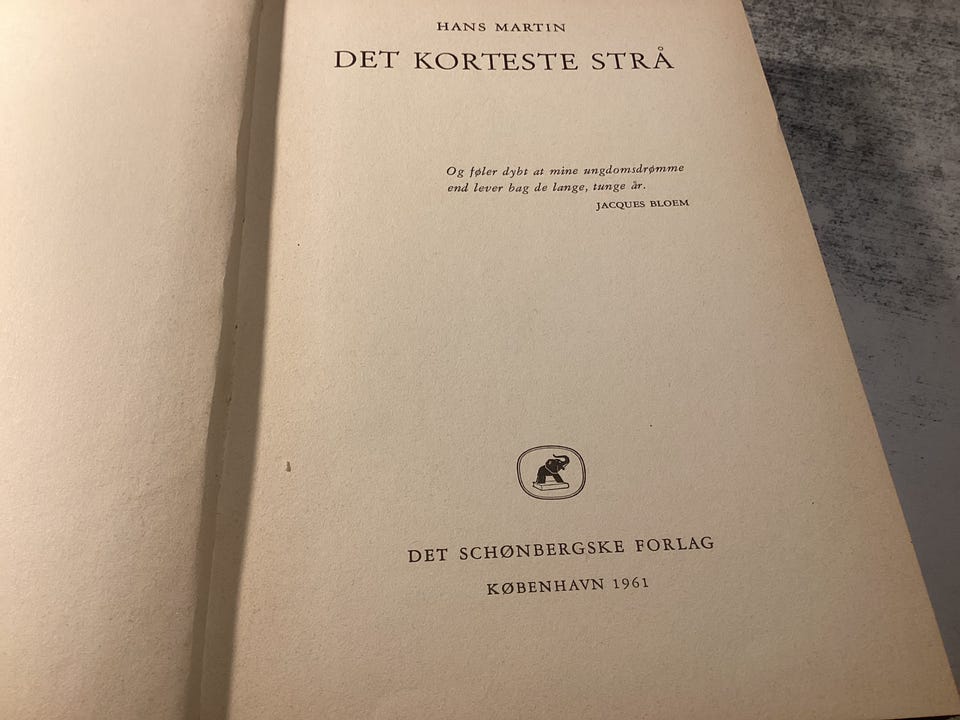 HANS MARTIN
DET KORTESTE STRÅ
Og føler dybt at mine ungdomsdrømme
end lever bag de lange, tunge år.
JACQUES BLOEM
DET SCHØNBERGSKE FORLAG
KØBENHAVN 1961